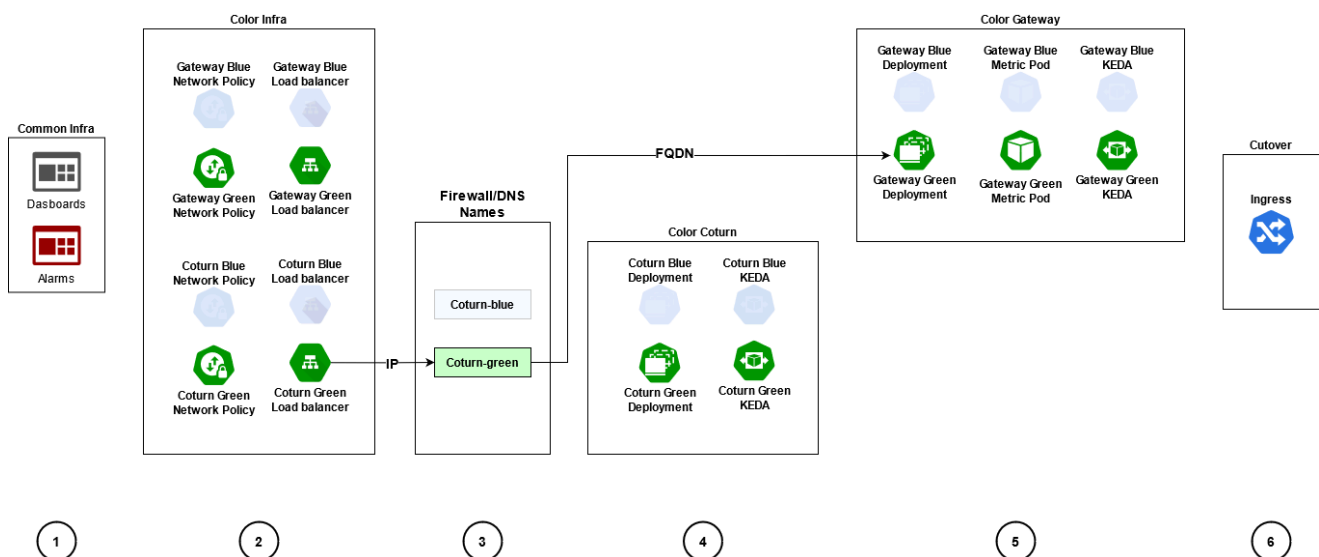 Color Infra
Color Gateway
Gateway Blue
Network Policy
Gateway Blue
Load balancer
Gateway Blue
Deployment
Gateway Blue
Metric Pod
Gateway Blue
KEDA
Common Infra
Dasboards
Alarms
Gateway Green
Network Policy
Gateway Green
Load balancer
Firewall/DNS
Names
FQDN
Gateway Green
Deployment
Gateway Green
Metric Pod
Gateway Green
KEDA
Cutover
Ingress
Color Coturn
Coturn Blue
Network Policy
Coturn Blue
Load balancer
Coturn-blue
Coturn Blue
Deployment
Coturn Blue
KEDA
IP
Coturn-green
Coturn Green
Network Policy
Coturn Green
Load balancer
Coturn Green
Deployment
Coturn Green
KEDA
1
2
3
4
5
6